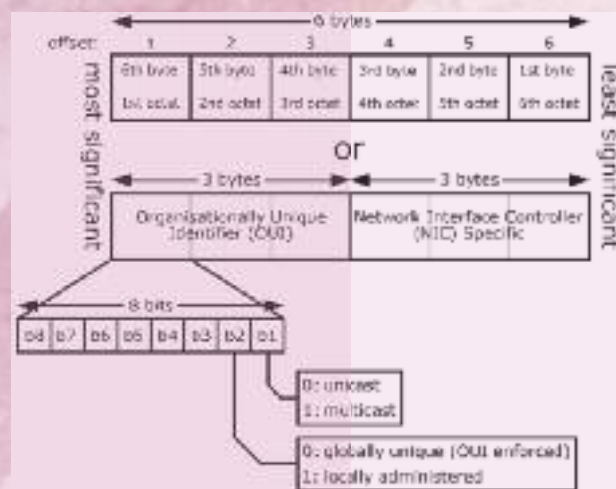 6 bytes
offset: 1 2 3 4 5 6
most significant
6th byte 5th byte 4th byte 3rd byte 2nd byte 1st byte
1st octet 2nd octet 3rd octet 4th octet 5th octet 6th octet
least significant
or
3 bytes 3 bytes
Organisationally Unique Identifier (OUI)
Network Interface Controller (NIC) Specific
8 bits
b8 b7 b6 b5 b4 b3 b2 b1
0: unicast
1: multicast
0: globally unique (OUI enforced)
1: locally administered